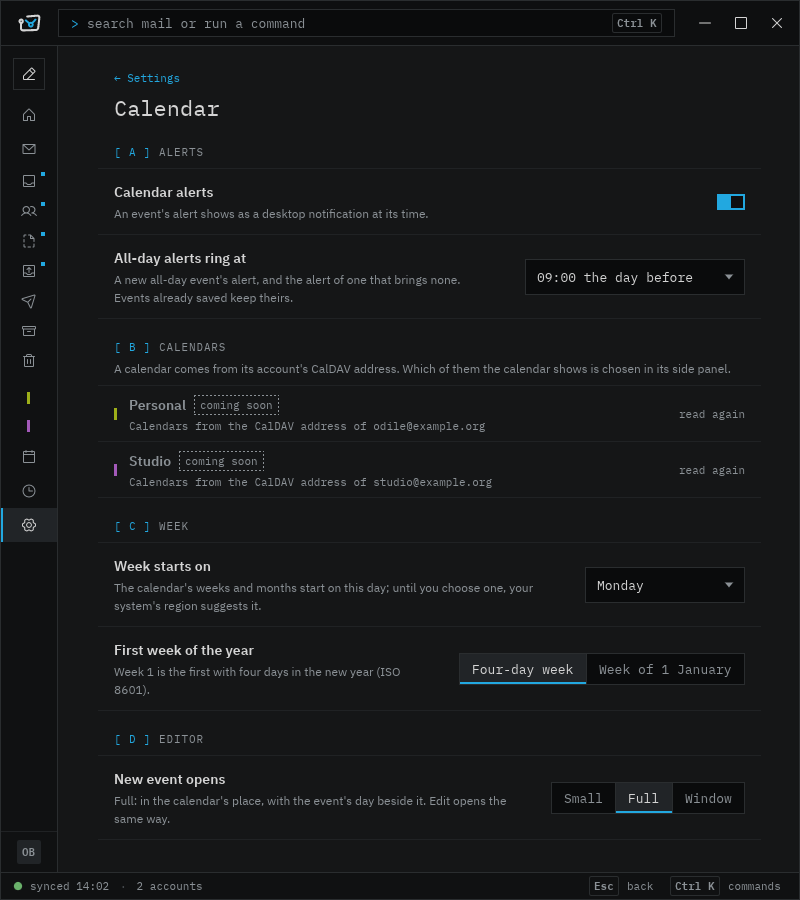 > search mail or run a command Ctrl K
← Settings
Calendar
[ A ] ALERTS
Calendar alerts
An event's alert shows as a desktop notification at its time.
All-day alerts ring at
A new all-day event's alert, and the alert of one that brings none.
Events already saved keep theirs.
09:00 the day before
[ B ] CALENDARS
A calendar comes from its account's CalDAV address. Which of them the calendar shows is chosen in its side panel.
Personal coming soon
Calendars from the CalDAV address of odile@example.org
read again
Studio coming soon
Calendars from the CalDAV address of studio@example.org
read again
[ C ] WEEK
Week starts on
The calendar's weeks and months start on this day; until you choose one, your
system's region suggests it.
Monday
First week of the year
Week 1 is the first with four days in the new year (ISO
8601).
Four-day week Week of 1 January
[ D ] EDITOR
New event opens
Full: in the calendar's place, with the event's day beside it. Edit opens the
same way.
Small Full Window
OB
synced 14:02 · 2 accounts Esc back Ctrl K commands